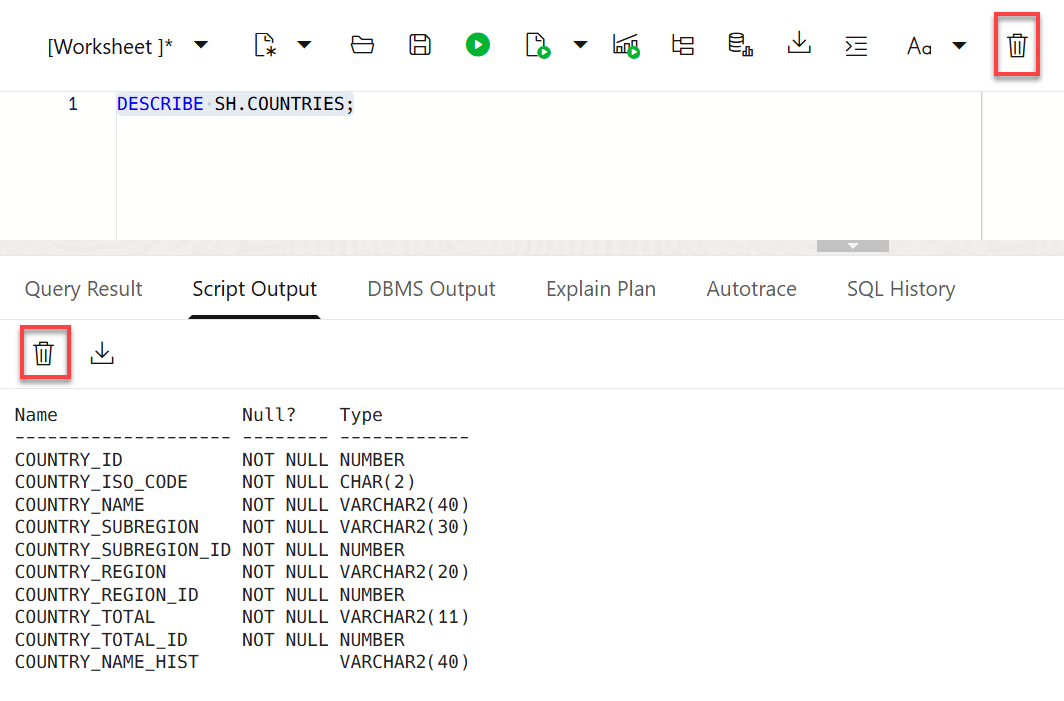 [Worksheet ]* Aa
1 DESCRIBE SH.COUNTRIES;
Query Result Script Output DBMS Output Explain Plan Autotrace SQL History
Name Null? Type
-------------------- -------- ------------
COUNTRY_ID NOT NULL NUMBER
COUNTRY_ISO_CODE NOT NULL CHAR(2)
COUNTRY_NAME NOT NULL VARCHAR2(40)
COUNTRY_SUBREGION NOT NULL VARCHAR2(30)
COUNTRY_SUBREGION_ID NOT NULL NUMBER
COUNTRY_REGION NOT NULL VARCHAR2(20)
COUNTRY_REGION_ID NOT NULL NUMBER
COUNTRY_TOTAL NOT NULL VARCHAR2(11)
COUNTRY_TOTAL_ID NOT NULL NUMBER
COUNTRY_NAME_HIST VARCHAR2(40)